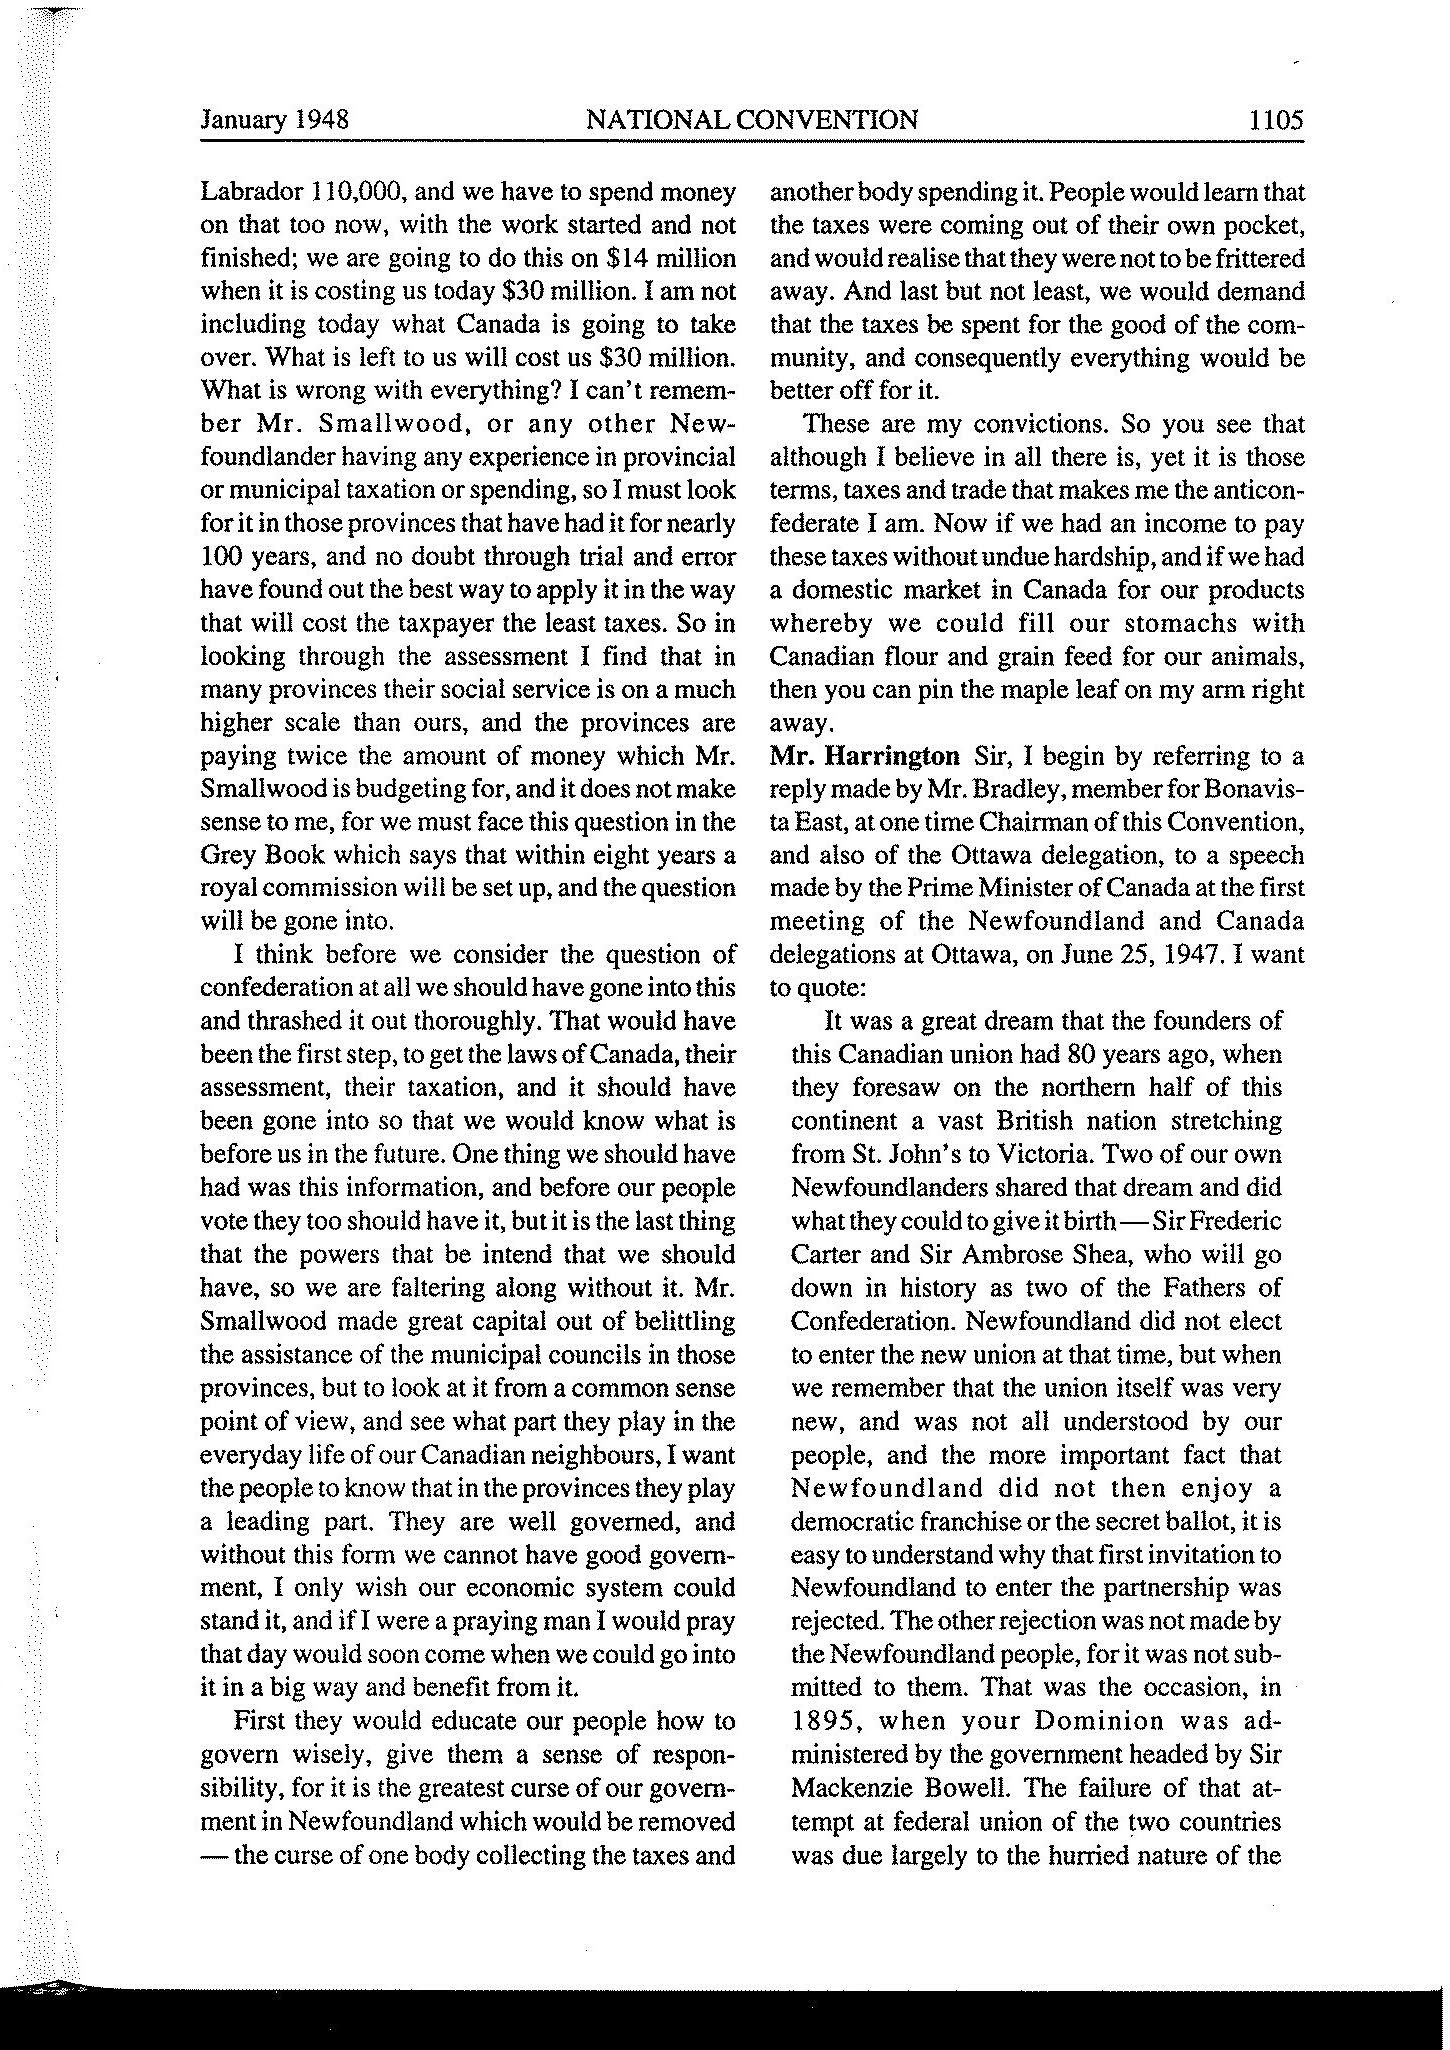 January 1948 NATIONAL CONVENTION 1105
Labrador 110,000, and we have to spend money
on that too now, with the work started and not
finished; we are going to do this on $14 million
when it is costing us today $30 million. I am not
including today what Canada is going to take
over. What is left to us will cost us $30 million.
What is wrong with everything? I can't remem-
ber Mr. Smallwood, or any other New-
foundlander having any experience in provincial
or municipal taxation or spending, so I must look
for it in those provinces that have had it for nearly
100 years, and no doubt through trial and error
have found out the best way to apply it in the way
that will cost the taxpayer the least taxes. So in
looking through the assessment I find that in
many provinces their social service is on a much
higher scale than ours, and the provinces are
paying twice the amount of money which Mr.
Smallwood is budgeting for, and it does not make
sense to me, for we must face this question in the
Grey Book which says that within eight years a
royal commission will be set up, and the question
will be gone into.
I think before we consider the question of
confederation at all we should have gone into this
and thrashed it out thoroughly. That would have
been the first step, to get the laws of Canada, their
assessment, their taxation, and it should have
been gone into so that we would know what is
before us in the future. One thing we should have
had was this information, and before our people
vote they too should have it, but it is the last thing
that the powers that be intend that we should
have, so we are faltering along without it. Mr.
Smallwood made great capital out of belittling
the assistance of the municipal councils in those
provinces, but to look at it from a common sense
point of view, and see what part they play in the
everyday life of our Canadian neighbours, I want
the people to know that in the provinces they play
a leading part. They are well governed, and
without this form we cannot have good govern-
ment, I only wish our economic system could
stand it, and if I were a praying man I would pray
that day would soon come when we could go into
it in a big way and benefit from it.
First they would educate our people how to
govern wisely, give them a sense of respon-
sibility, for it is the greatest curse of our govern-
ment in Newfoundland which would be removed
— the curse of one body collecting the taxes and
another body spending it. People would learn that
the taxes were coming out of their own pocket,
and would realise that they were not to be frittered
away. And last but not least, we would demand
that the taxes be spent for the good of the com-
munity, and consequently everything would be
better off for it.
These are my convictions. So you see that
although I believe in all there is, yet it is those
terms, taxes and trade that makes me the anticon-
federate I am. Now if we had an income to pay
these taxes without undue hardship, and if we had
a domestic market in Canada for our products
whereby we could fill our stomachs with
Canadian flour and grain feed for our animals,
then you can pin the maple leaf on my arm right
away.
Mr. Harrington Sir, I begin by referring to a
reply made by Mr. Bradley, member for Bonavis-
ta East, at one time Chairman of this Convention,
and also of the Ottawa delegation, to a speech
made by the Prime Minister of Canada at the first
meeting of the Newfoundland and Canada
delegations at Ottawa, on June 25, 1947. I want
to quote:
It was a great dream that the founders of
this Canadian union had 80 years ago, when
they foresaw on the northern half of this
continent a vast British nation stretching
from St. John's to Victoria. Two of our own
Newfoundlanders shared that dream and did
what they could to give it birth — Sir Frederic
Carter and Sir Ambrose Shea, who will go
down in history as two of the Fathers of
Confederation. Newfoundland did not elect
to enter the new union at that time, but when
we remember that the union itself was very
new, and was not all understood by our
people, and the more important fact that
Newfoundland did not then enjoy a
democratic franchise or the secret ballot, it is
easy to understand why that first invitation to
Newfoundland to enter the partnership was
rejected. The other rejection was not made by
the Newfoundland people, for it was not sub-
mitted to them. That was the occasion, in
1895, when your Dominion was ad-
ministered by the government headed by Sir
Mackenzie Bowell. The failure of that at-
tempt at federal union of the two countries
was due largely to the hurried nature of the